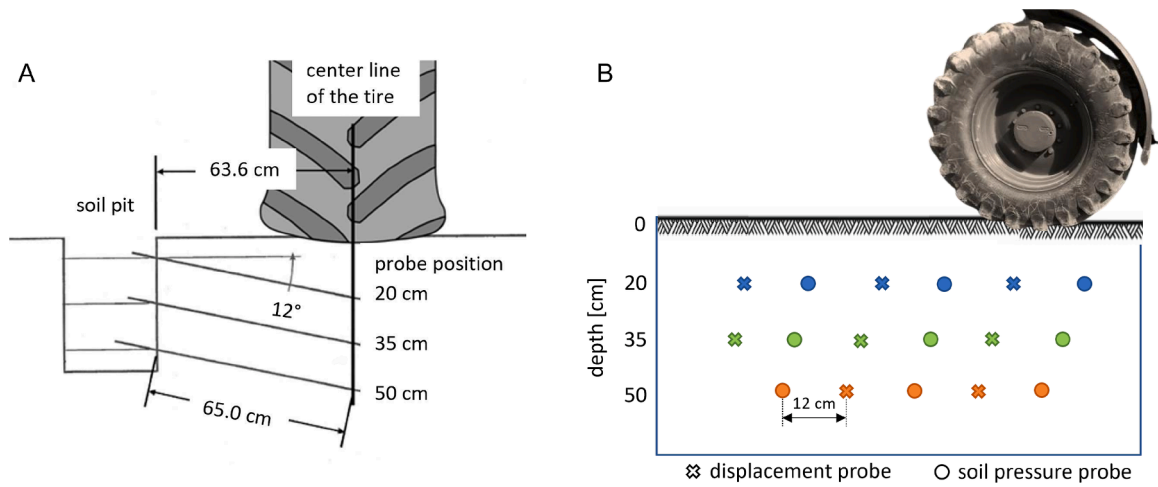 A
center line
of the tire
63.6 cm
soil pit
probe position
20 cm
12°
35 cm
50 cm
65.0 cm
B
0
20
35
50
depth [cm]
12 cm
displacement probe
soil pressure probe